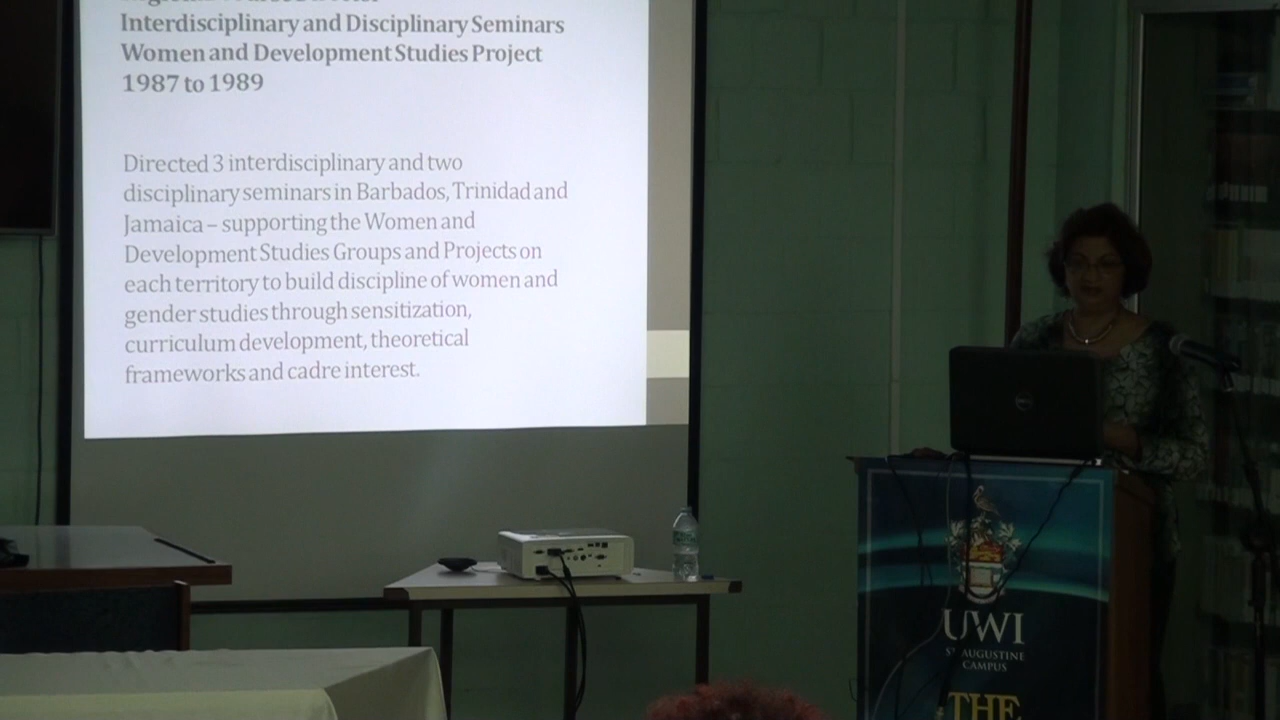 Interdisciplinary and Disciplinary Seminars
Women and Development Studies Project
1987 to 1989
Directed 3 interdisciplinary and two
disciplinary seminars in Barbados, Trinidad and
Jamaica – supporting the Women and
Development Studies Groups and Projects on
each territory to build discipline of women and
gender studies through sensitization,
curriculum development, theoretical
frameworks and cadre interest.
UWI
ST. AUGUSTINE
CAMPUS
THE